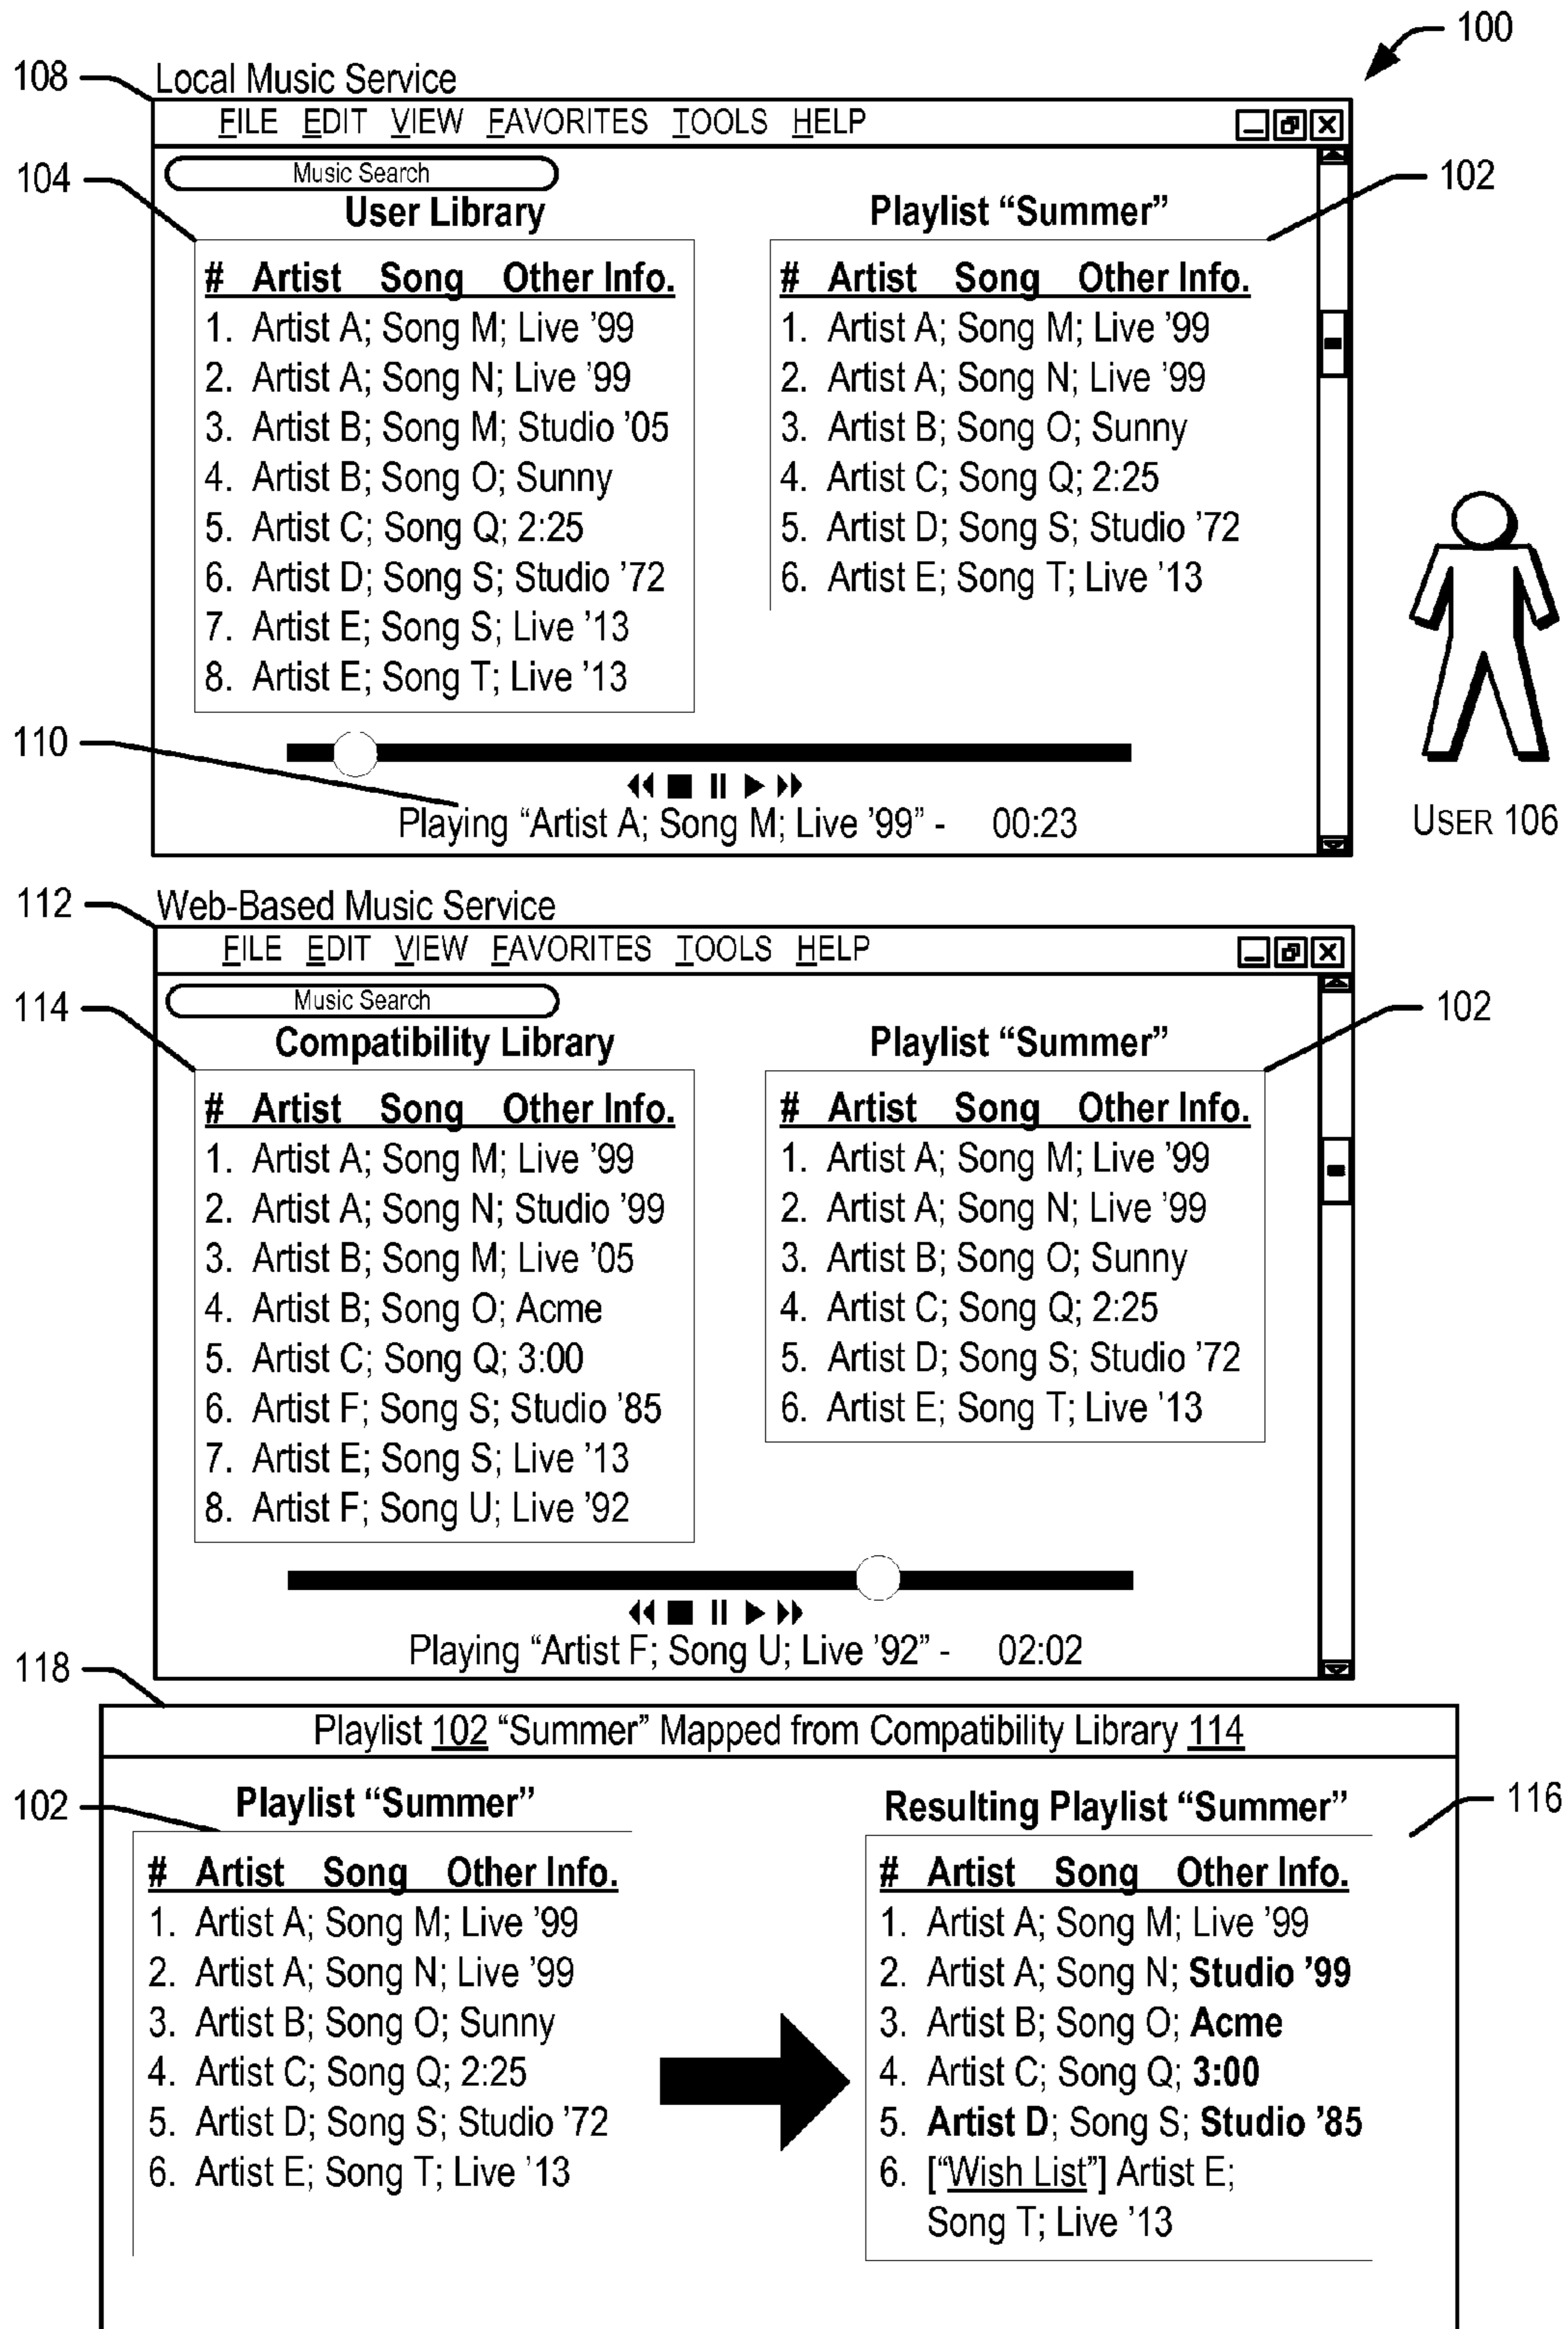 100
108
Local Music Service
FILE EDIT VIEW FAVORITES TOOLS HELP
104
Music Search
102
User Library
# Artist Song Other Info.
1. Artist A; Song M; Live ’99
2. Artist A; Song N; Live ’99
3. Artist B; Song M; Studio ’05
4. Artist B; Song O; Sunny
5. Artist C; Song Q; 2:25
6. Artist D; Song S; Studio ’72
7. Artist E; Song S; Live ’13
8. Artist E; Song T; Live ’13
Playlist “Summer”
# Artist Song Other Info.
1. Artist A; Song M; Live ’99
2. Artist A; Song N; Live ’99
3. Artist B; Song O; Sunny
4. Artist C; Song Q; 2:25
5. Artist D; Song S; Studio ’72
6. Artist E; Song T; Live ’13
110
Playing “Artist A; Song M; Live ’99” - 00:23
USER 106
112
Web-Based Music Service
FILE EDIT VIEW FAVORITES TOOLS HELP
114
Music Search
102
Compatibility Library
# Artist Song Other Info.
1. Artist A; Song M; Live ’99
2. Artist A; Song N; Studio ’99
3. Artist B; Song M; Live ’05
4. Artist B; Song O; Acme
5. Artist C; Song Q; 3:00
6. Artist F; Song S; Studio ’85
7. Artist E; Song S; Live ’13
8. Artist F; Song U; Live ’92
Playlist “Summer”
# Artist Song Other Info.
1. Artist A; Song M; Live ’99
2. Artist A; Song N; Live ’99
3. Artist B; Song O; Sunny
4. Artist C; Song Q; 2:25
5. Artist D; Song S; Studio ’72
6. Artist E; Song T; Live ’13
Playing “Artist F; Song U; Live ’92” - 02:02
118
Playlist 102 “Summer” Mapped from Compatibility Library 114
102
Playlist “Summer”
# Artist Song Other Info.
1. Artist A; Song M; Live ’99
2. Artist A; Song N; Live ’99
3. Artist B; Song O; Sunny
4. Artist C; Song Q; 2:25
5. Artist D; Song S; Studio ’72
6. Artist E; Song T; Live ’13
116
Resulting Playlist “Summer”
# Artist Song Other Info.
1. Artist A; Song M; Live ’99
2. Artist A; Song N; Studio ’99
3. Artist B; Song O; Acme
4. Artist C; Song Q; 3:00
5. Artist D; Song S; Studio ’85
6. [“Wish List”] Artist E;
Song T; Live ’13